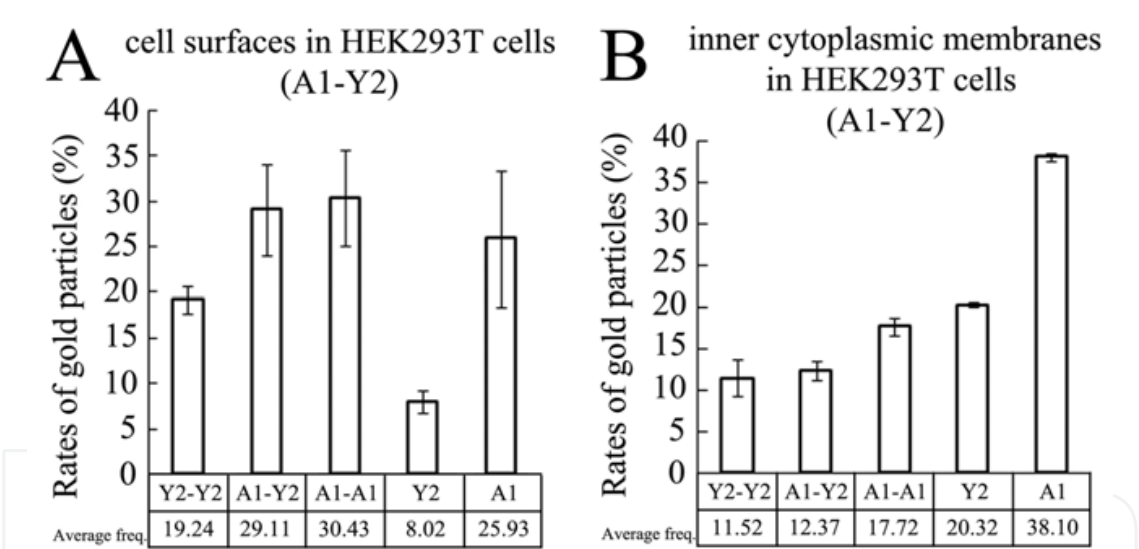 A
cell surfaces in HEK293T cells
(A1-Y2)
Rates of gold particles (%)
40
35
30
25
20
15
10
5
0
Y2-Y2 A1-Y2 A1-A1 Y2 A1
Average freq. 19.24 29.11 30.43 8.02 25.93
B
inner cytoplasmic membranes
in HEK293T cells
(A1-Y2)
Rates of gold particles (%)
40
35
30
25
20
15
10
5
0
Y2-Y2 A1-Y2 A1-A1 Y2 A1
Average freq. 11.52 12.37 17.72 20.32 38.10